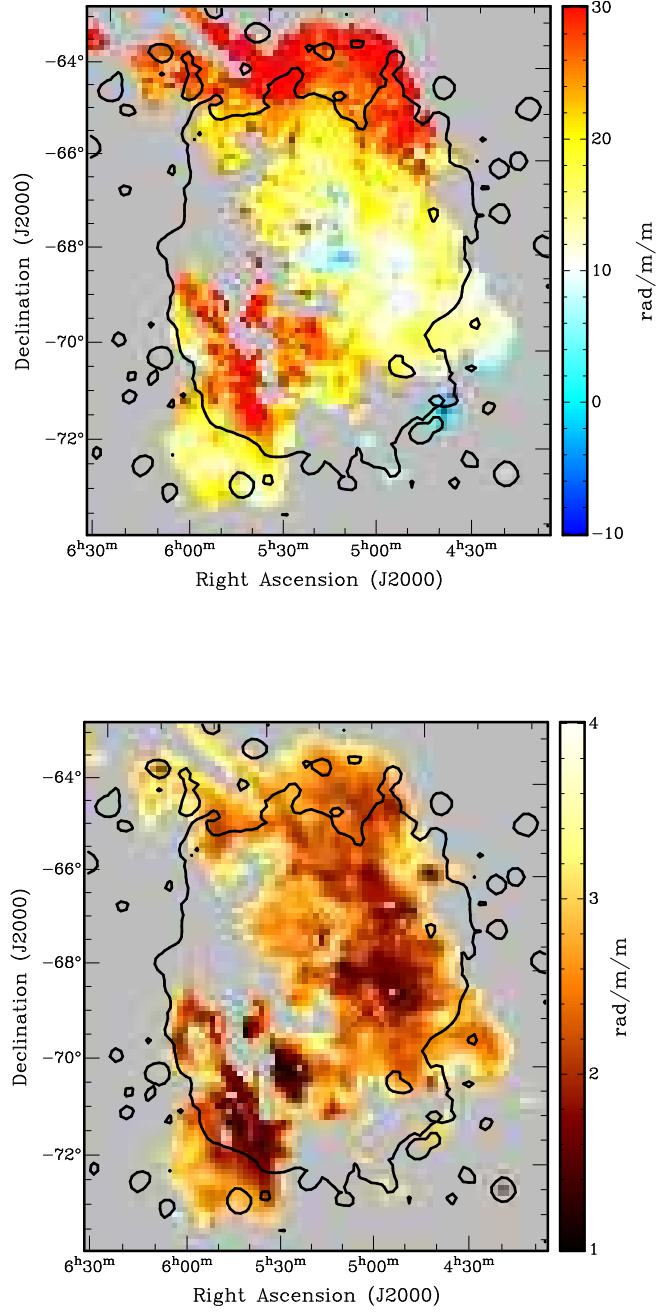 30
−64°
−66°
20
rad/m/m
Declination (J2000)
−68°
10
−70°
0
−72°
−10
6ʰ30ᵐ 6ʰ00ᵐ 5ʰ30ᵐ 5ʰ00ᵐ 4ʰ30ᵐ
Right Ascension (J2000)
4
−64°
−66°
3
rad/m/m
Declination (J2000)
−68°
−70°
2
−72°
1
6ʰ30ᵐ 6ʰ00ᵐ 5ʰ30ᵐ 5ʰ00ᵐ 4ʰ30ᵐ
Right Ascension (J2000)